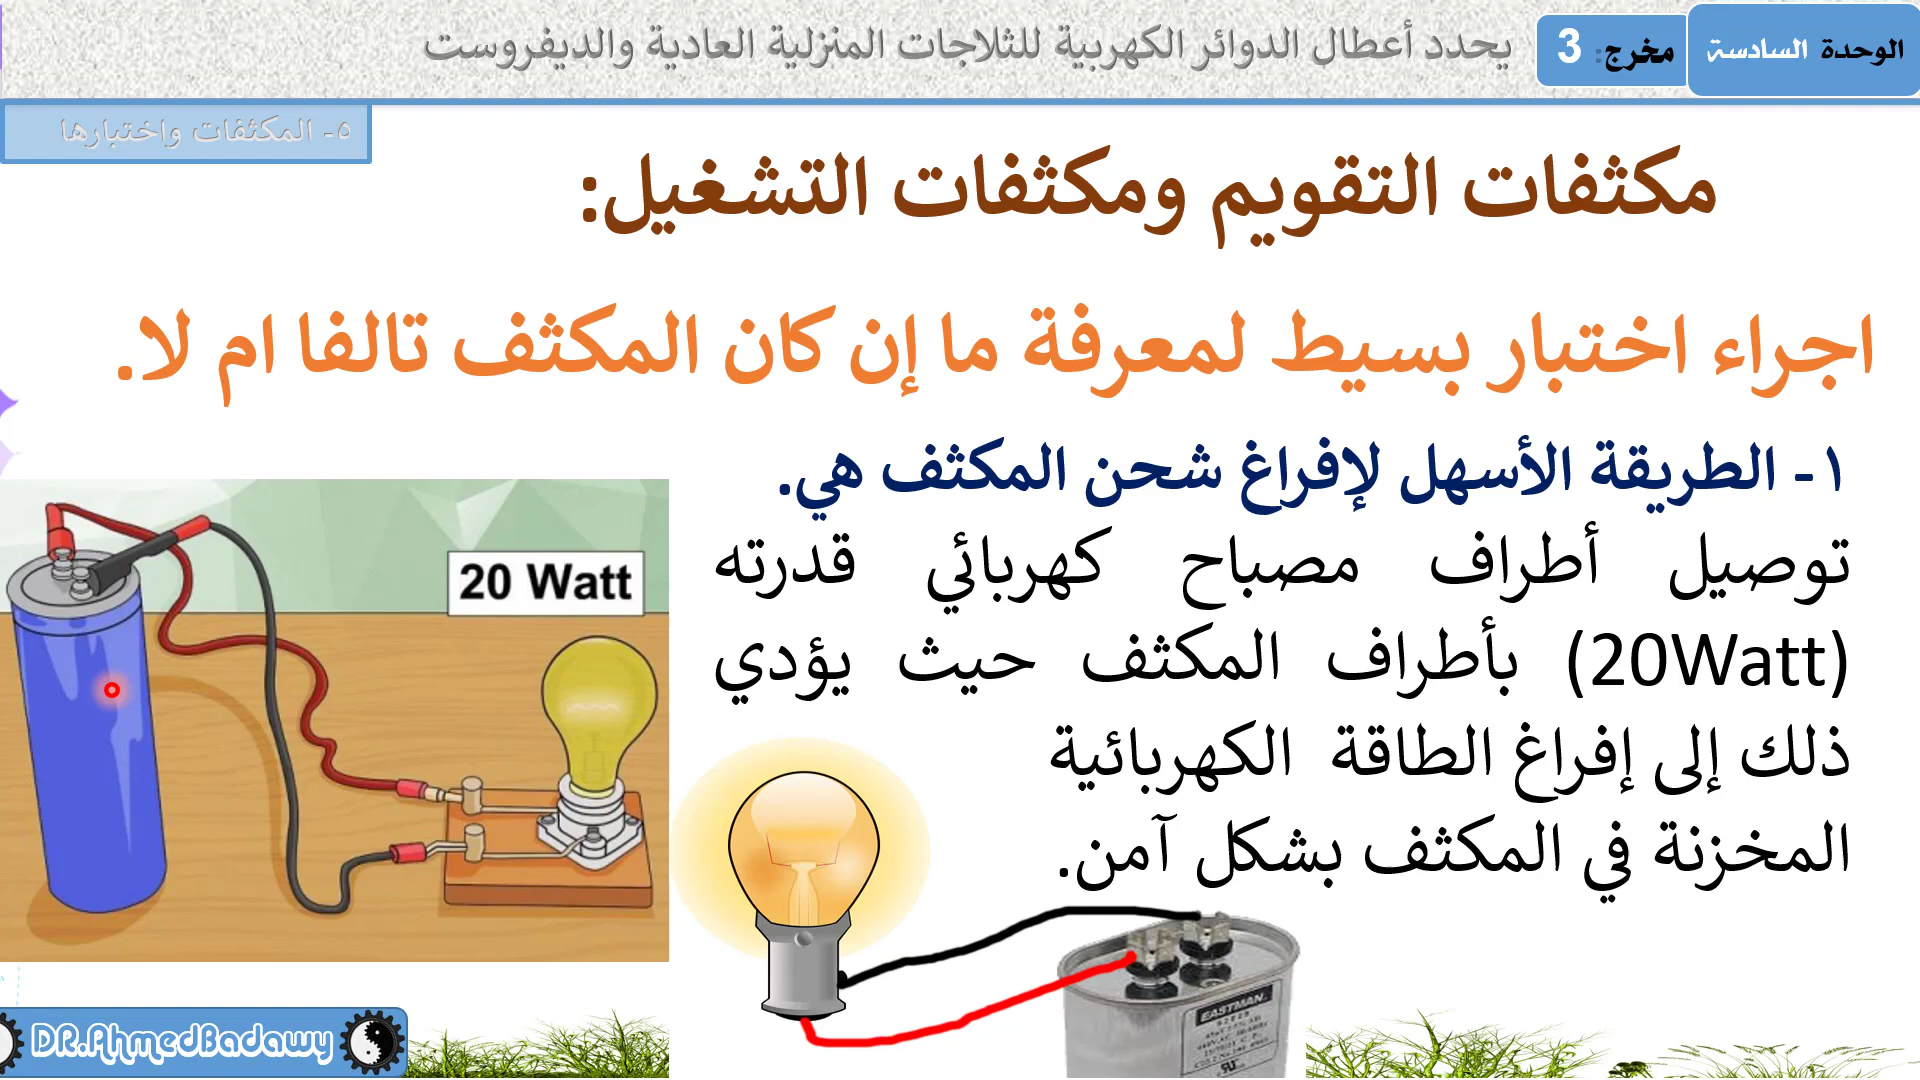 الوحدة السادسة
مخرج: 3
يحدد أعطال الدوائر الكهربية للثلاجات المنزلية العادية والديفروست
٥- المكثفات واختبارها
مكثفات التقويم ومكثفات التشغيل:
اجراء اختبار بسيط لمعرفة ما إن كان المكثف تالفا ام لا.
١- الطريقة الأسهل لإفراغ شحن المكثف هي.
توصيل أطراف مصباح كهربائي قدرته
(20Watt) بأطراف المكثف حيث يؤدي
ذلك إلى إفراغ الطاقة الكهربائية
المخزنة في المكثف بشكل آمن.
20 Watt
EASTMAN
DR.AhmedBadawy